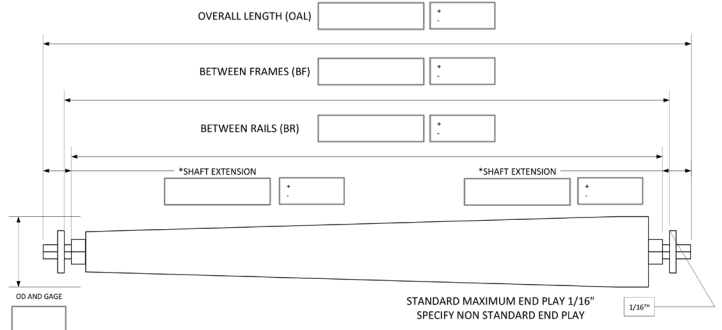 OVERALL LENGTH (OAL)
+
-
BETWEEN FRAMES (BF)
+
-
BETWEEN RAILS (BR)
+
-
*SHAFT EXTENSION
*SHAFT EXTENSION
+
-
+
-
OD AND GAGE
STANDARD MAXIMUM END PLAY 1/16"
SPECIFY NON STANDARD END PLAY
1/16TH